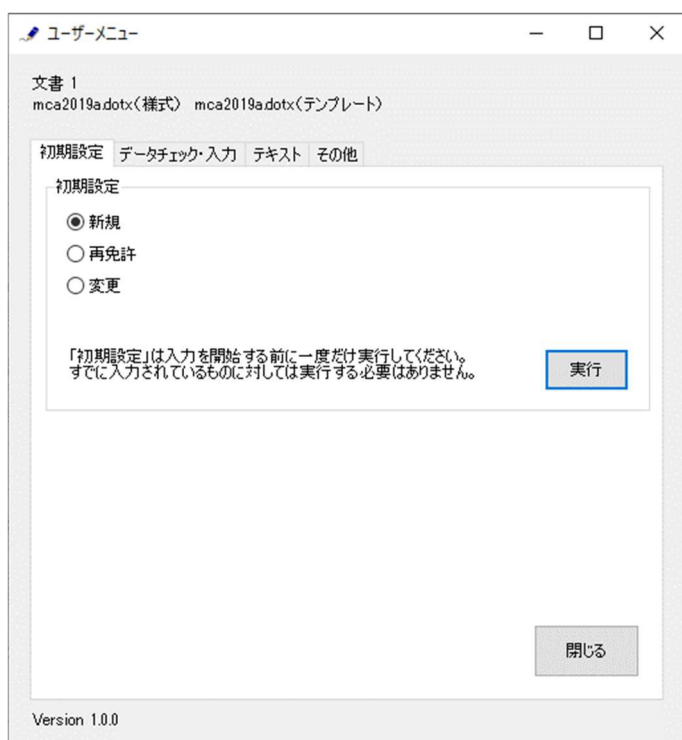 ユーザーメニュー
文書 1
mca2019a.dotx(様式) mca2019a.dotx(テンプレート)
初期設定 データチェック・入力 テキスト その他
初期設定
新規
再免許
変更
「初期設定」は入力を開始する前に一度だけ実行してください。
すでに入力されているものに対しては実行する必要はありません。
実行
閉じる
Version 1.0.0